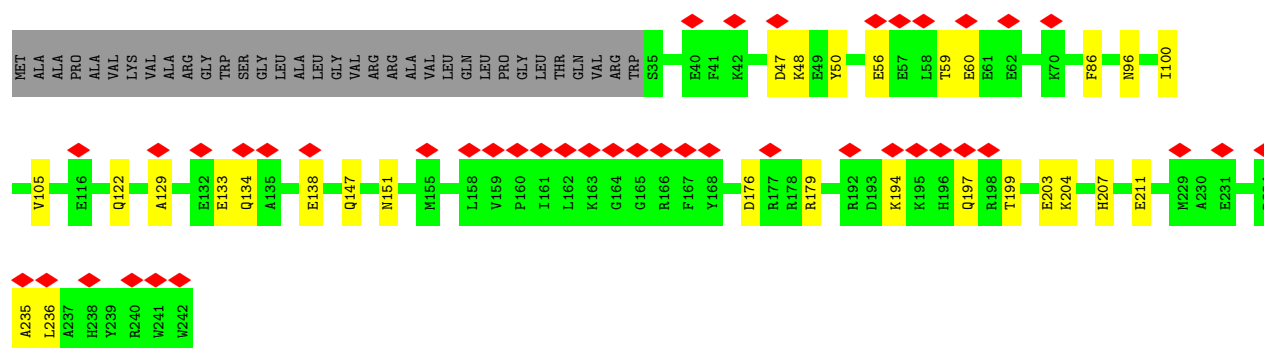 MET ALA ALA PRO ALA VAL LYS VAL ALA ARG GLY TRP SER GLY LEU ALA LEU GLY VAL ARG ARG ALA VAL LEU GLN LEU PRO GLY LEU THR GLN VAL ARG TRP S35 E40 F41 K42 D47 K48 E49 Y50 E56 E57 L58 T59 E60 E61 E62 K70 F86 N96 I100
V105 E116 Q122 A129 E132 E133 Q134 A135 E138 Q147 N151 M155 L158 V159 P160 I161 L162 K163 G164 G165 R166 F167 Y168 D176 R177 R178 R179 R192 D193 K194 K195 H196 Q197 R198 T199 E203 K204 H207 E211 M229 A230 E231
A235 L236 A237 H238 Y239 R240 W241 W242